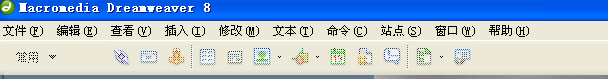 Macromedia Dreamweaver 8
文件(F) 编辑(E) 查看(V) 插入(I) 修改(M) 文本(T) 命令(C) 站点(S) 窗口(W) 帮助(H)
常用